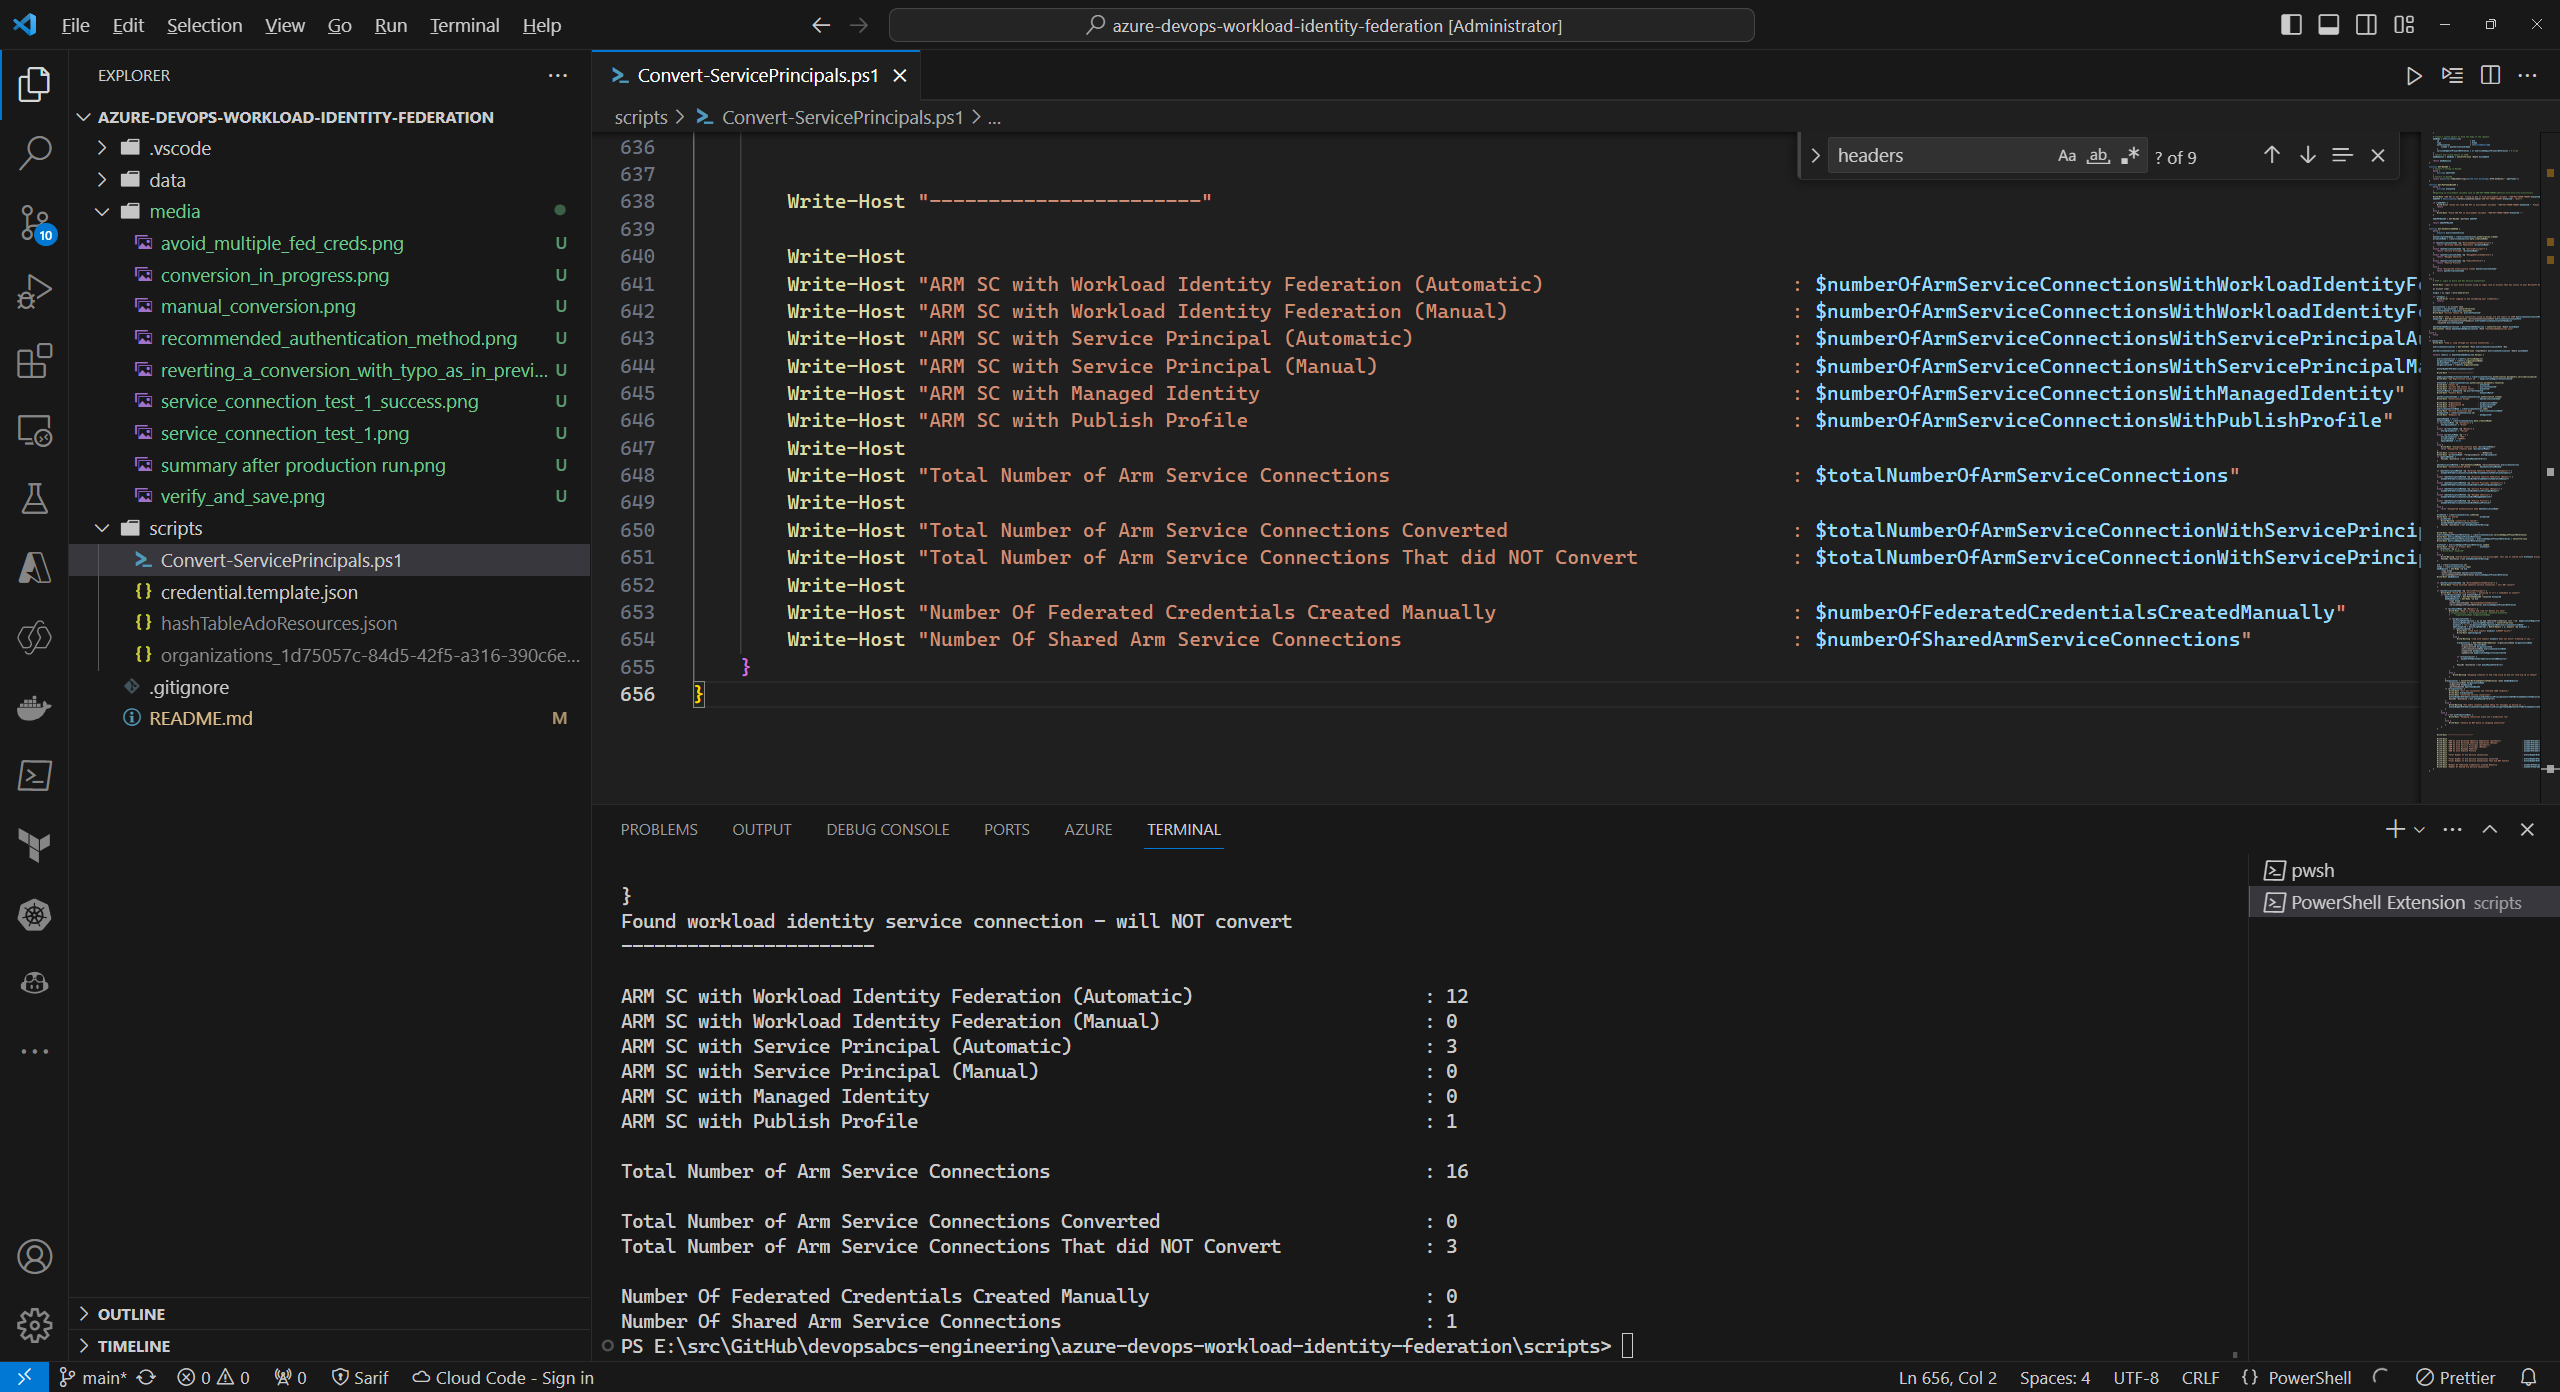 File Edit Selection View Go Run Terminal Help
azure-devops-workload-identity-federation [Administrator]
EXPLORER
AZURE-DEVOPS-WORKLOAD-IDENTITY-FEDERATION
.vscode
data
media
avoid_multiple_fed_creds.png U
conversion_in_progress.png U
manual_conversion.png U
recommended_authentication_method.png U
reverting_a_conversion_with_typo_as_in_previ... U
service_connection_test_1_success.png U
service_connection_test_1.png U
summary after production run.png U
verify_and_save.png U
scripts
Convert-ServicePrincipals.ps1
credential.template.json
hashTableAdoResources.json
organizations_1d75057c-84d5-42f5-a316-390c6e...
.gitignore
README.md M
OUTLINE
TIMELINE
10
Convert-ServicePrincipals.ps1
scripts > Convert-ServicePrincipals.ps1 > ...
headers Aa ab ? of 9
636
637
638 Write-Host "-----------------------"
639
640 Write-Host
641 Write-Host "ARM SC with Workload Identity Federation (Automatic) : $numberOfArmServiceConnectionsWithWorkloadIdentityF
642 Write-Host "ARM SC with Workload Identity Federation (Manual) : $numberOfArmServiceConnectionsWithWorkloadIdentityF
643 Write-Host "ARM SC with Service Principal (Automatic) : $numberOfArmServiceConnectionsWithServicePrincipalA
644 Write-Host "ARM SC with Service Principal (Manual) : $numberOfArmServiceConnectionsWithServicePrincipalM
645 Write-Host "ARM SC with Managed Identity : $numberOfArmServiceConnectionsWithManagedIdentity"
646 Write-Host "ARM SC with Publish Profile : $numberOfArmServiceConnectionsWithPublishProfile"
647 Write-Host
648 Write-Host "Total Number of Arm Service Connections : $totalNumberOfArmServiceConnections"
649 Write-Host
650 Write-Host "Total Number of Arm Service Connections Converted : $totalNumberOfArmServiceConnectionWithServicePrinci
651 Write-Host "Total Number of Arm Service Connections That did NOT Convert : $totalNumberOfArmServiceConnectionWithServicePrinci
652 Write-Host
653 Write-Host "Number Of Federated Credentials Created Manually : $numberOfFederatedCredentialsCreatedManually"
654 Write-Host "Number Of Shared Arm Service Connections : $numberOfSharedArmServiceConnections"
655 }
656 }
PROBLEMS OUTPUT DEBUG CONSOLE PORTS AZURE TERMINAL
pwsh
PowerShell Extension scripts
}
Found workload identity service connection - will NOT convert
-----------------------
ARM SC with Workload Identity Federation (Automatic) : 12
ARM SC with Workload Identity Federation (Manual) : 0
ARM SC with Service Principal (Automatic) : 3
ARM SC with Service Principal (Manual) : 0
ARM SC with Managed Identity : 0
ARM SC with Publish Profile : 1
Total Number of Arm Service Connections : 16
Total Number of Arm Service Connections Converted : 0
Total Number of Arm Service Connections That did NOT Convert : 3
Number Of Federated Credentials Created Manually : 0
Number Of Shared Arm Service Connections : 1
PS E:\src\GitHub\devopsabcs-engineering\azure-devops-workload-identity-federation\scripts>
main* 0 0 0 Sarif Cloud Code - Sign in Ln 656, Col 2 Spaces: 4 UTF-8 CRLF {} PowerShell Prettier